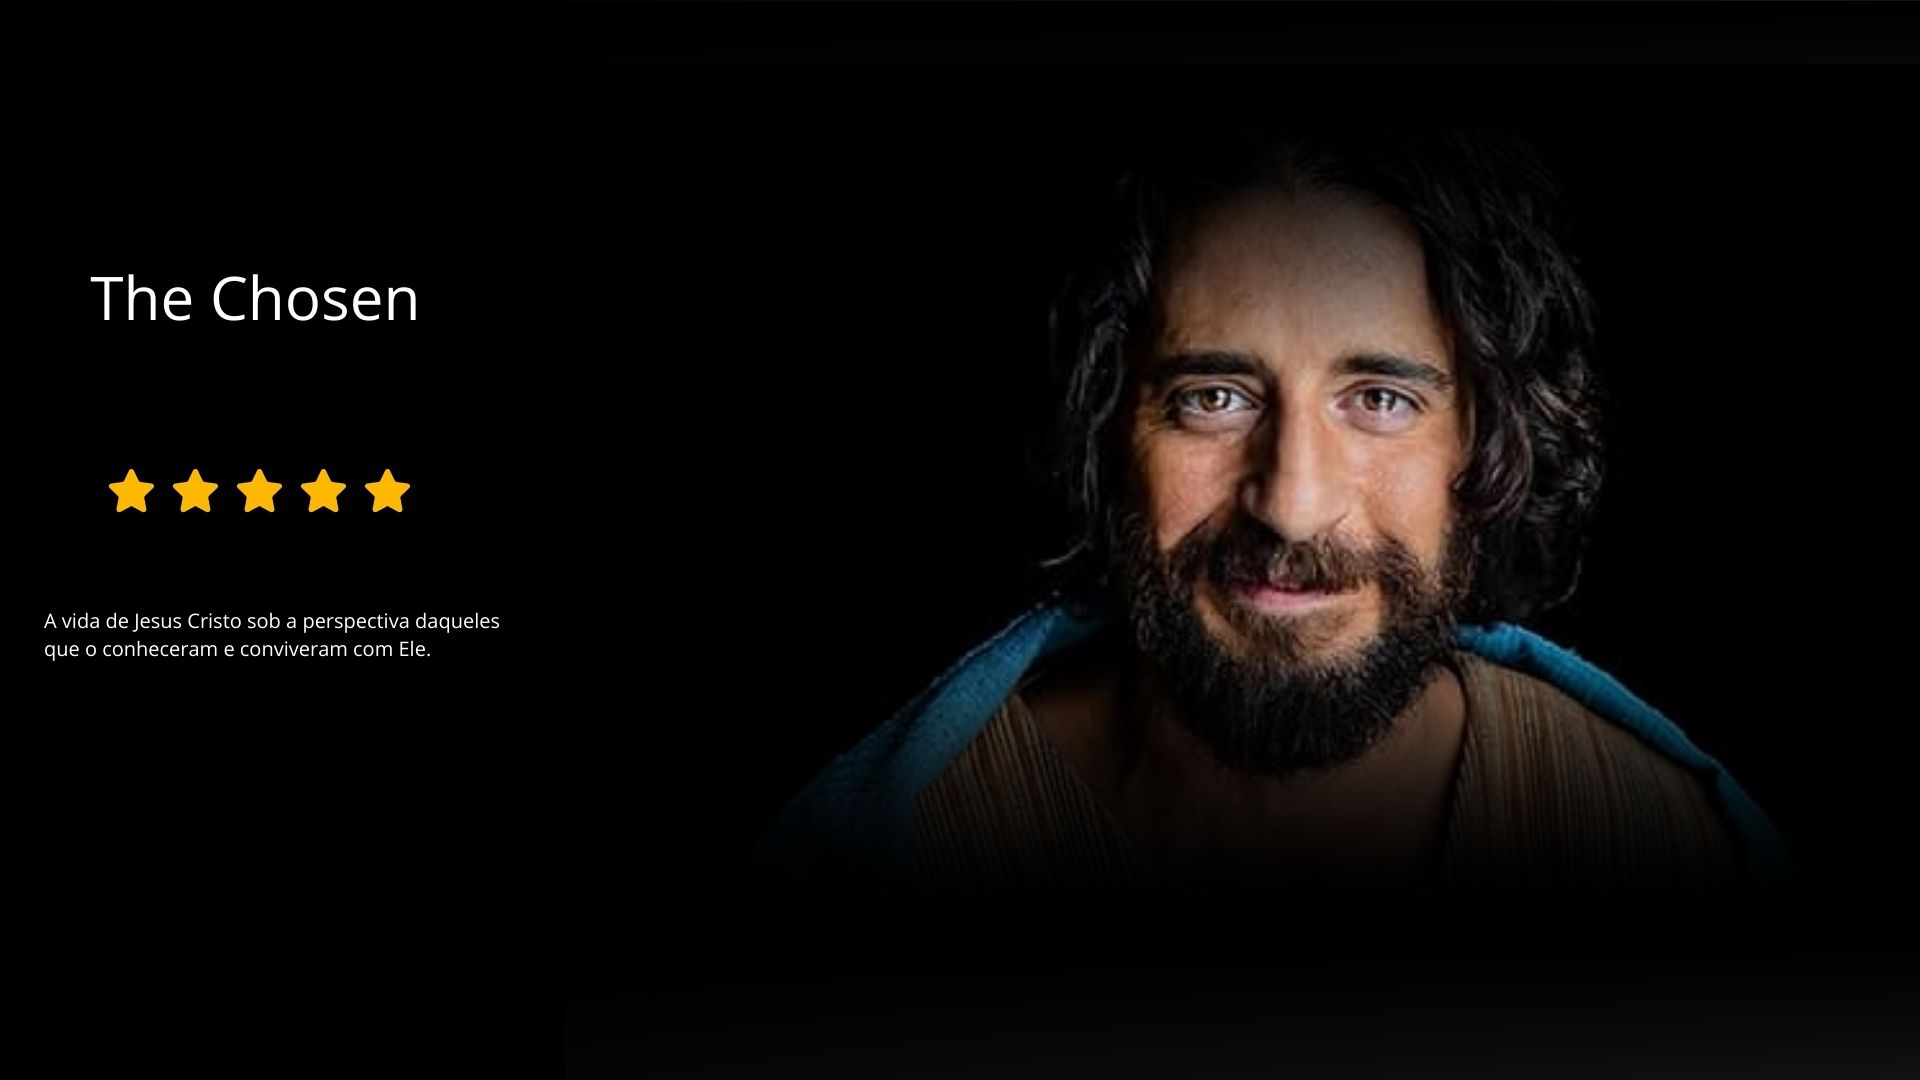 The Chosen
A vida de Jesus Cristo sob a perspectiva daqueles
que o conheceram e conviveram com Ele.